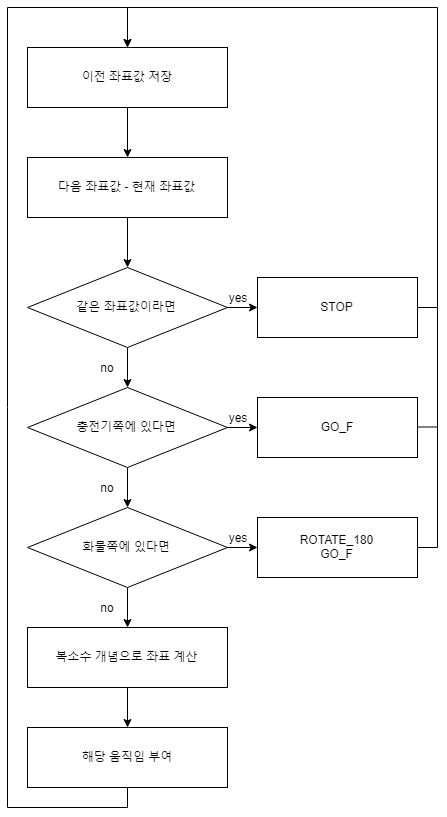 이전 좌표값 저장
다음 좌표값 - 현재 좌표값
같은 좌표값이라면
yes
STOP
no
충전기쪽에 있다면
yes
GO_F
no
화물쪽에 있다면
yes
ROTATE_180
GO_F
no
복소수 개념으로 좌표 계산
해당 움직임 부여